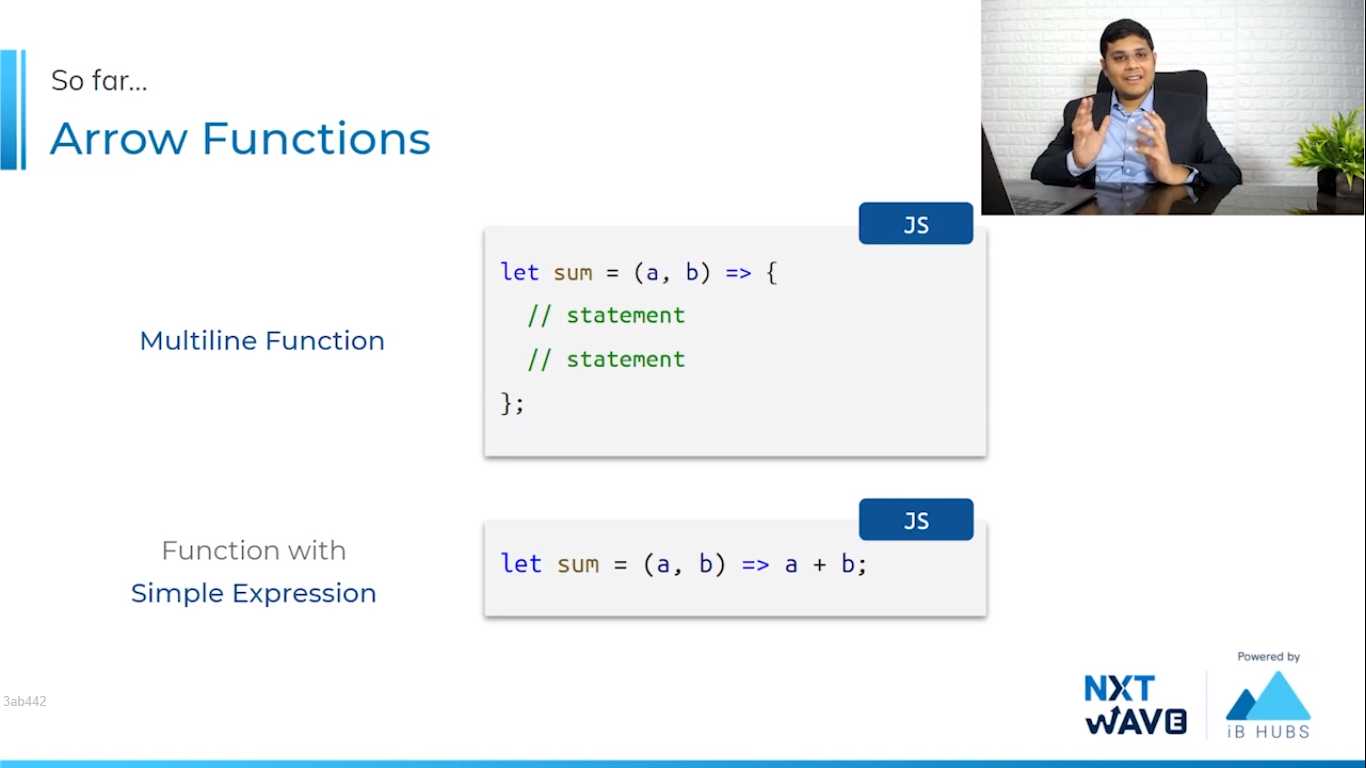 So far...
Arrow Functions
JS
let sum = (a, b) => {
// statement
// statement
};
Multiline Function
JS
let sum = (a, b) => a + b;
Function with
Simple Expression
3ab442
NXT
WAVE
Powered by
iB HUBS